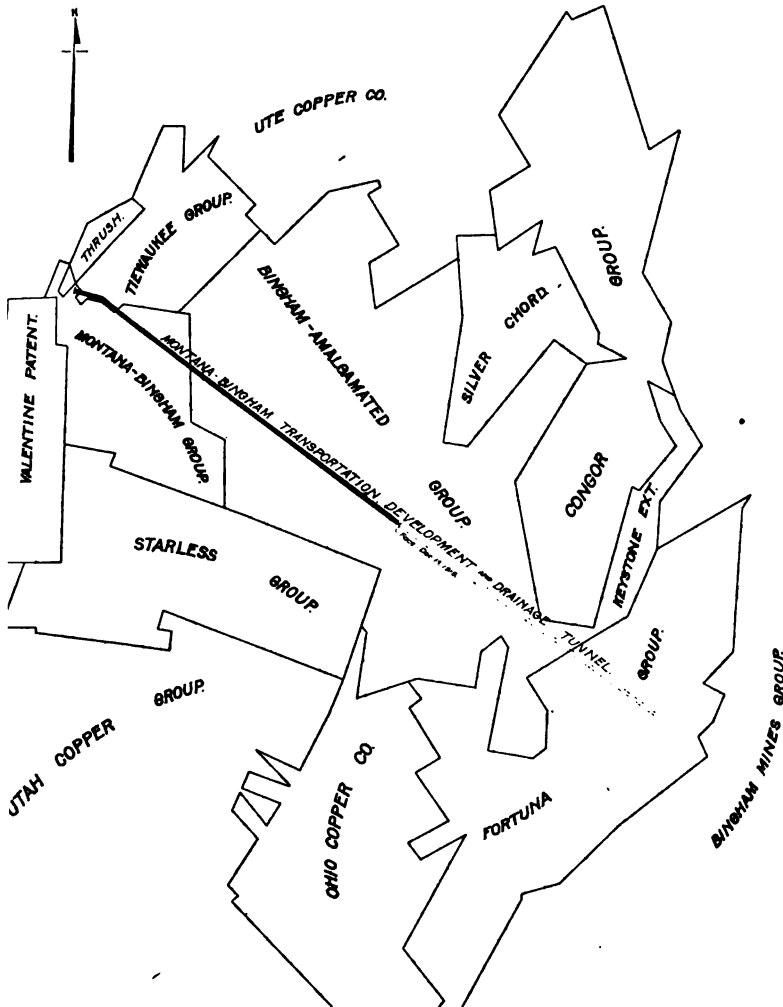 N
UTE COPPER CO.
THRUSH.
TIEWAUKEE GROUP.
BINGHAM-AMALGAMATED
GROUP.
SILVER CHORD.
GROUP.
VALENTINE PATENT.
MONTANA-BINGHAM GROUP.
MONTANA-BINGHAM TRANSPORTATION, DEVELOPMENT AND DRAINAGE TUNNEL
CONGOR
KEYSTONE EXT.
STARLESS GROUP.
GROUP.
UTAH COPPER GROUP.
OHIO COPPER CO.
FORTUNA
BINGHAM MINES GROUP.